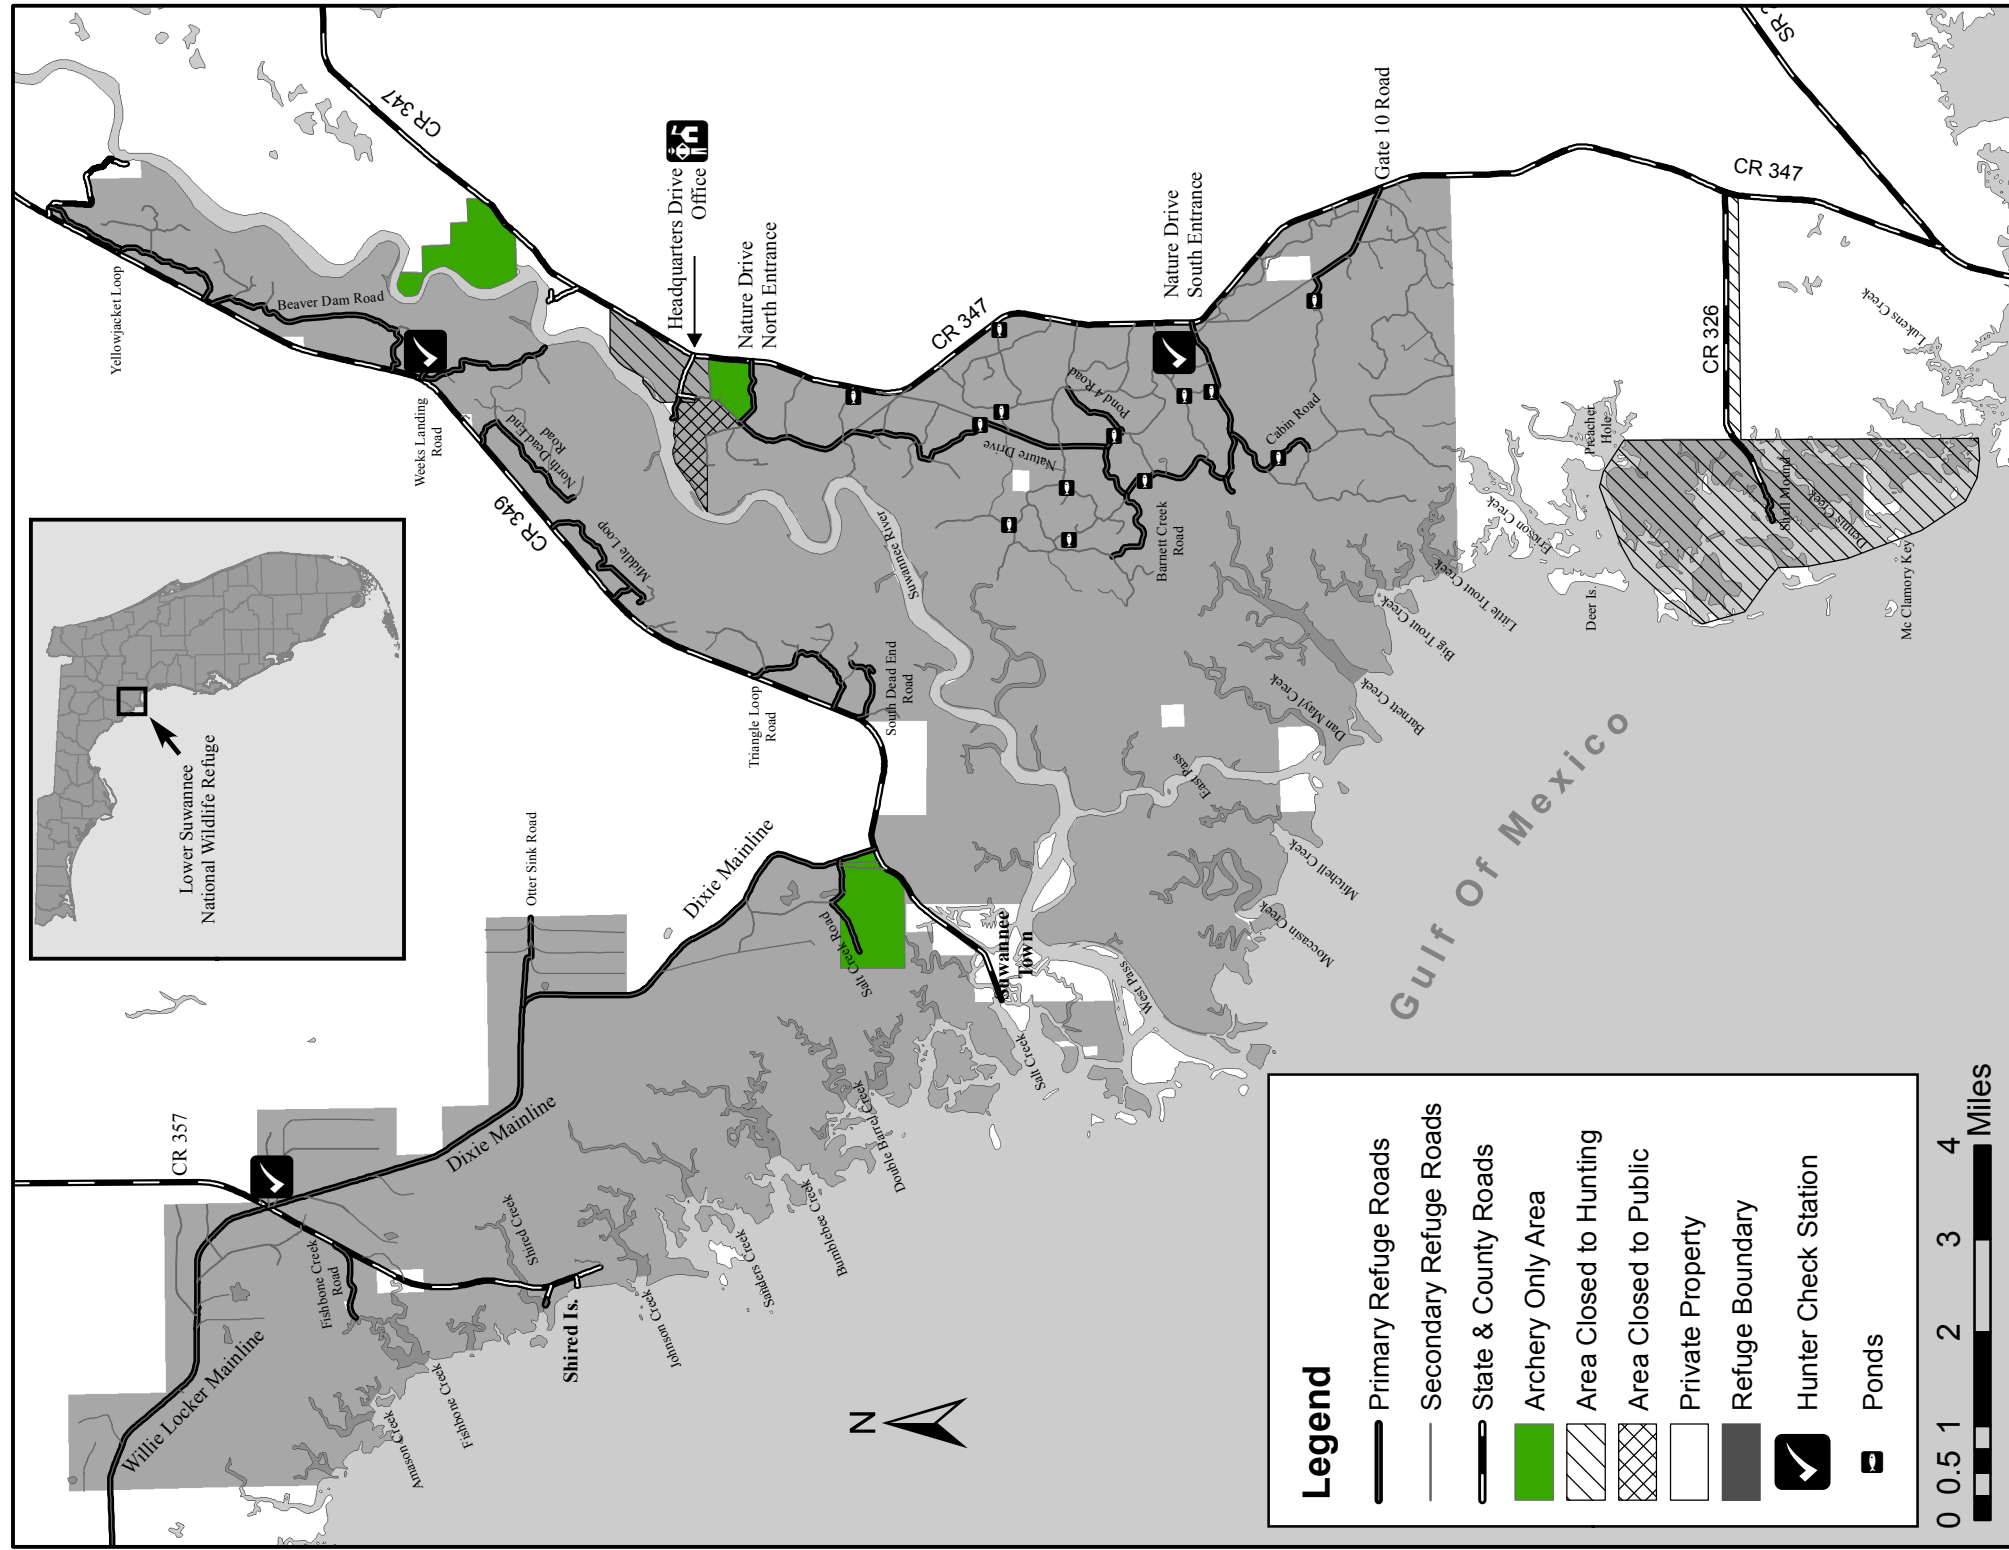 CR 347
Yellowjacket Loop
Beaver Dam Road
Headquarters Drive
Office
Nature Drive
North Entrance
Weeks Landing
Road
North Dead End
Road
CR 349
Middle Loop
CR 347
Nature Drive
South Entrance
Gate 10 Road
SR
CR 347
CR 326
Lukens Creek
Pond 4 Road
Nature Drive
Cabin Road
Barnett Creek
Road
Suwannee River
Preacher
Hole
Ericson Creek
Shell Mound
Dennis Creek
Deer Is.
Mc Clamory Key
Little Trout Creek
Big Trout Creek
Barnett Creek
Dan Mayl Creek
East Pass
Triangle Loop
Road
South Dead End
Road
Lower Suwannee
National Wildlife Refuge
Otter Sink Road
Dixie Mainline
Salt Creek Road
Suwannee
Town
Mitchell Creek
Moccasin Creek
West Pass
Salt Creek
Gulf Of Mexico
CR 357
Dixie Mainline
Fishbone Creek
Road
Shired Creek
Double Barrel Creek
Bumblebee Creek
Sanders Creek
Johnson Creek
Shired Is.
Willie Locker Mainline
Fishbone Creek
Amason Creek
N
Legend
Primary Refuge Roads
Secondary Refuge Roads
State & County Roads
Archery Only Area
Area Closed to Hunting
Area Closed to Public
Private Property
Refuge Boundary
Hunter Check Station
Ponds
0 0.5 1 2 3 4
Miles